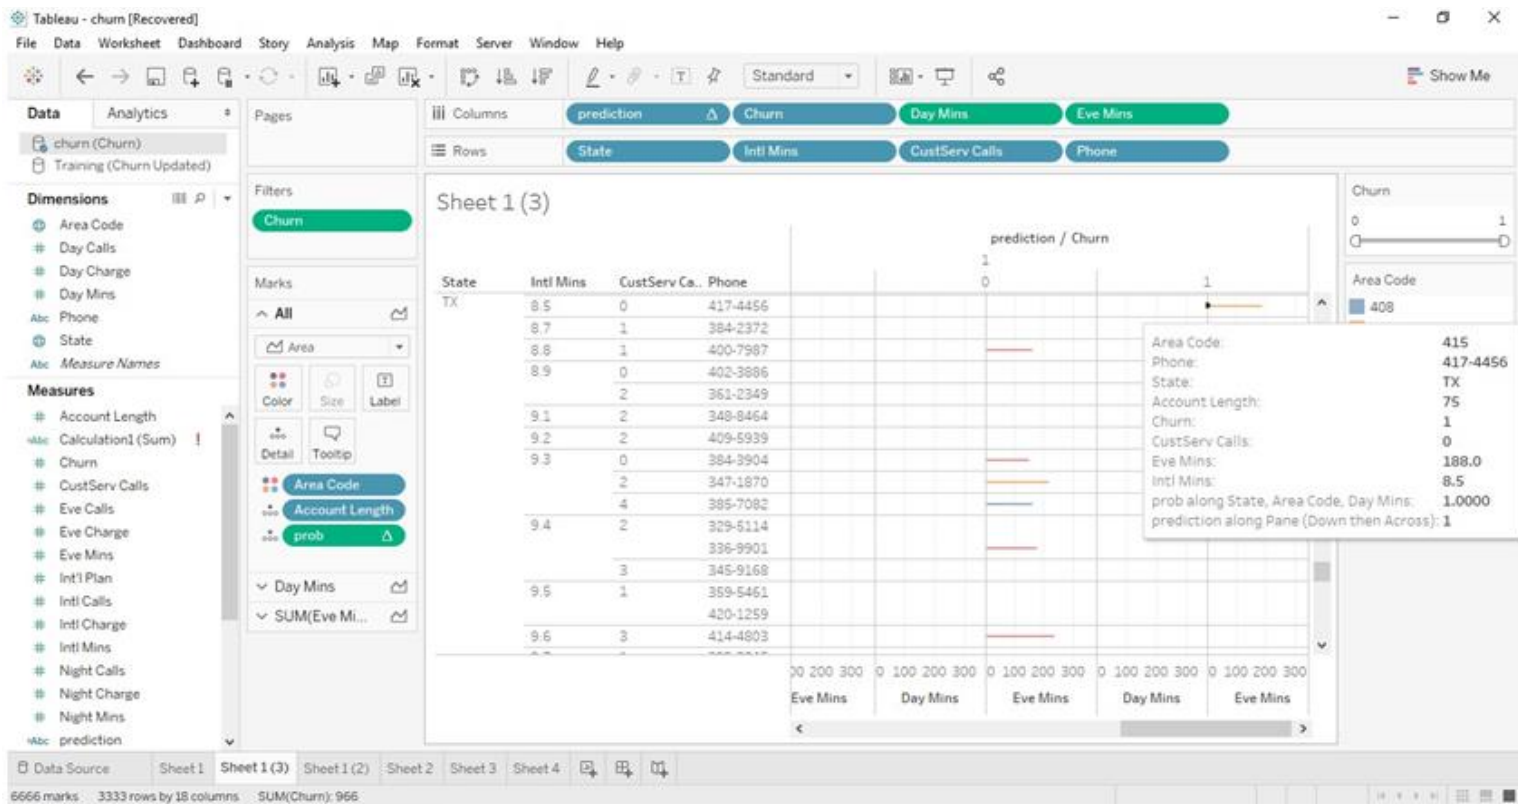 Tableau - churn [Recovered]
File Data Worksheet Dashboard Story Analysis Map Format Server Window Help
Standard
Show Me
Data Analytics
churn (Churn)
Training (Churn Updated)
Dimensions
Area Code
Day Calls
Day Charge
Day Mins
Abc Phone
State
Abc Measure Names
Measures
Account Length
=Abc Calculation1 (Sum) !
Churn
CustServ Calls
Eve Calls
Eve Charge
Eve Mins
Int'l Plan
Intl Calls
Intl Charge
Intl Mins
Night Calls
Night Charge
Night Mins
=Abc prediction
Pages
Filters
Churn
Marks
All
Area
Color Size Label
Detail Tooltip
Area Code
Account Length
prob Δ
Day Mins
SUM(Eve Mi...
iii Columns prediction Δ Churn Day Mins Eve Mins
Rows State Intl Mins CustServ Calls Phone
Sheet 1 (3)
prediction / Churn
1
State Intl Mins CustServ Ca.. Phone 0 1
TX 8.5 0 417-4456
8.7 1 384-2372
8.8 1 400-7987
8.9 0 402-3886
2 361-2349
9.1 2 348-8464
9.2 2 409-5939
9.3 0 384-3904
2 347-1870
4 385-7082
9.4 2 329-5114
336-9901
3 345-9168
9.5 1 359-5461
420-1259
9.6 3 414-4803
200 300 0 100 200 300 0 100 200 300 0 100 200 300 0 100 200 300
Eve Mins Day Mins Eve Mins Day Mins Eve Mins
Churn
0 1
Area Code
408
Area Code: 415
Phone: 417-4456
State: TX
Account Length: 75
Churn: 1
CustServ Calls: 0
Eve Mins: 188.0
Intl Mins: 8.5
prob along State, Area Code, Day Mins: 1.0000
prediction along Pane (Down then Across): 1
Data Source Sheet 1 Sheet 1 (3) Sheet 1 (2) Sheet 2 Sheet 3 Sheet 4
6666 marks 3333 rows by 18 columns SUM(Churn): 966